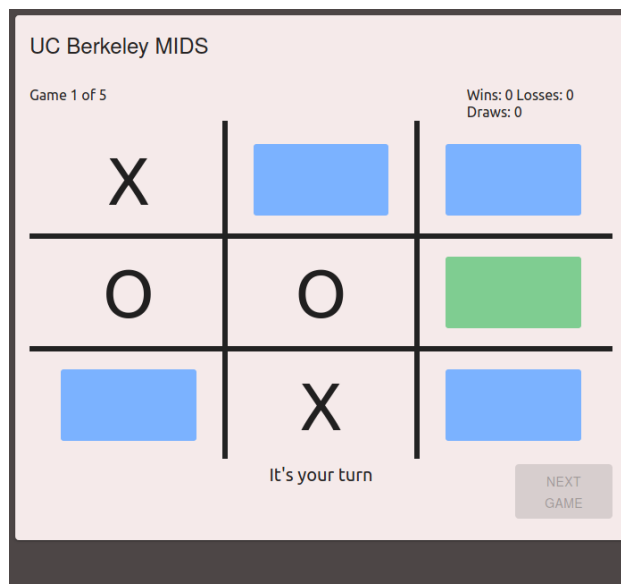 UC Berkeley MIDS
Game 1 of 5
Wins: 0 Losses: 0
Draws: 0
X
O O
X
It's your turn
NEXT
GAME